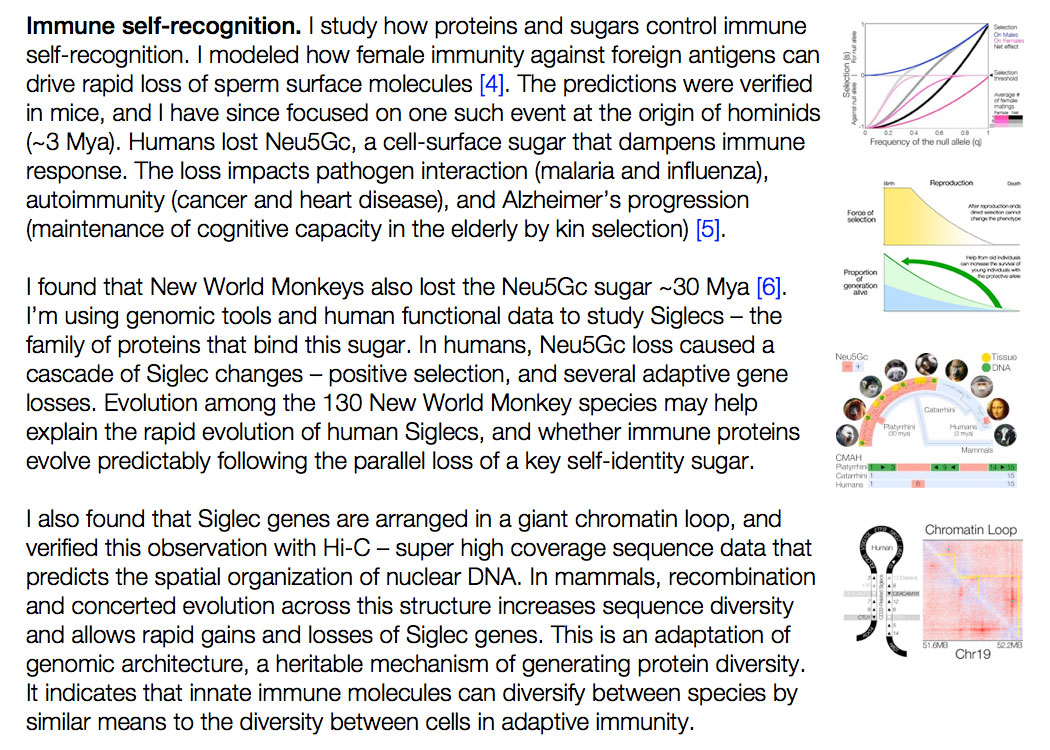 Immune self-recognition. I study how proteins and sugars control immune
self-recognition. I modeled how female immunity against foreign antigens can
drive rapid loss of sperm surface molecules [4]. The predictions were verified
in mice, and I have since focused on one such event at the origin of hominids
(~3 Mya). Humans lost Neu5Gc, a cell-surface sugar that dampens immune
response. The loss impacts pathogen interaction (malaria and influenza),
autoimmunity (cancer and heart disease), and Alzheimer's progression
(maintenance of cognitive capacity in the elderly by kin selection) [5].
I found that New World Monkeys also lost the Neu5Gc sugar ~30 Mya [6].
I'm using genomic tools and human functional data to study Siglecs – the
family of proteins that bind this sugar. In humans, Neu5Gc loss caused a
cascade of Siglec changes – positive selection, and several adaptive gene
losses. Evolution among the 130 New World Monkey species may help
explain the rapid evolution of human Siglecs, and whether immune proteins
evolve predictably following the parallel loss of a key self-identity sugar.
I also found that Siglec genes are arranged in a giant chromatin loop, and
verified this observation with Hi-C – super high coverage sequence data that
predicts the spatial organization of nuclear DNA. In mammals, recombination
and concerted evolution across this structure increases sequence diversity
and allows rapid gains and losses of Siglec genes. This is an adaptation of
genomic architecture, a heritable mechanism of generating protein diversity.
It indicates that innate immune molecules can diversify between species by
similar means to the diversity between cells in adaptive immunity.
Selection
On Males
On Females
Net effect
Selection
threshold
Average #
of female
matings
Selection (s)
Against null allele
For null allele
0
0.2
0.4
0.6
0.8
1
Frequency of the null allele (q)
Birth
Reproduction
Death
Force of
selection
After reproduction ends
direct selection cannot
change the phenotype
Proportion
of
generation
alive
Help from old individuals
can increase the survival of
young individuals with
the protective allele
Neu5Gc
- +
Tissue
DNA
Catarrhini
Platyrrhini
(30 mya)
Humans
(3 mya)
Mammals
CMAH
Platyrrhini 1 3 9 14 15
Catarrhini 1 15
Humans 1 6 15
Human
Chromatin Loop
51.6MB 52.2MB
Chr19